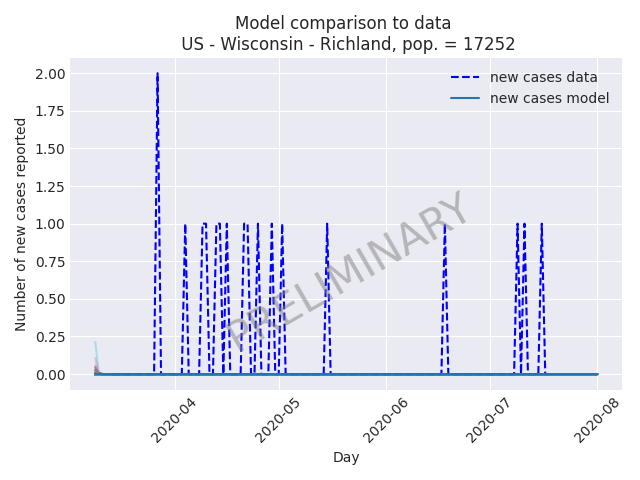 Model comparison to data
US - Wisconsin - Richland, pop. = 17252
new cases data
new cases model
Number of new cases reported
2.00
1.75
1.50
1.25
1.00
0.75
0.50
0.25
0.00
PRELIMINARY
2020-04
2020-05
2020-06
2020-07
2020-08
Day